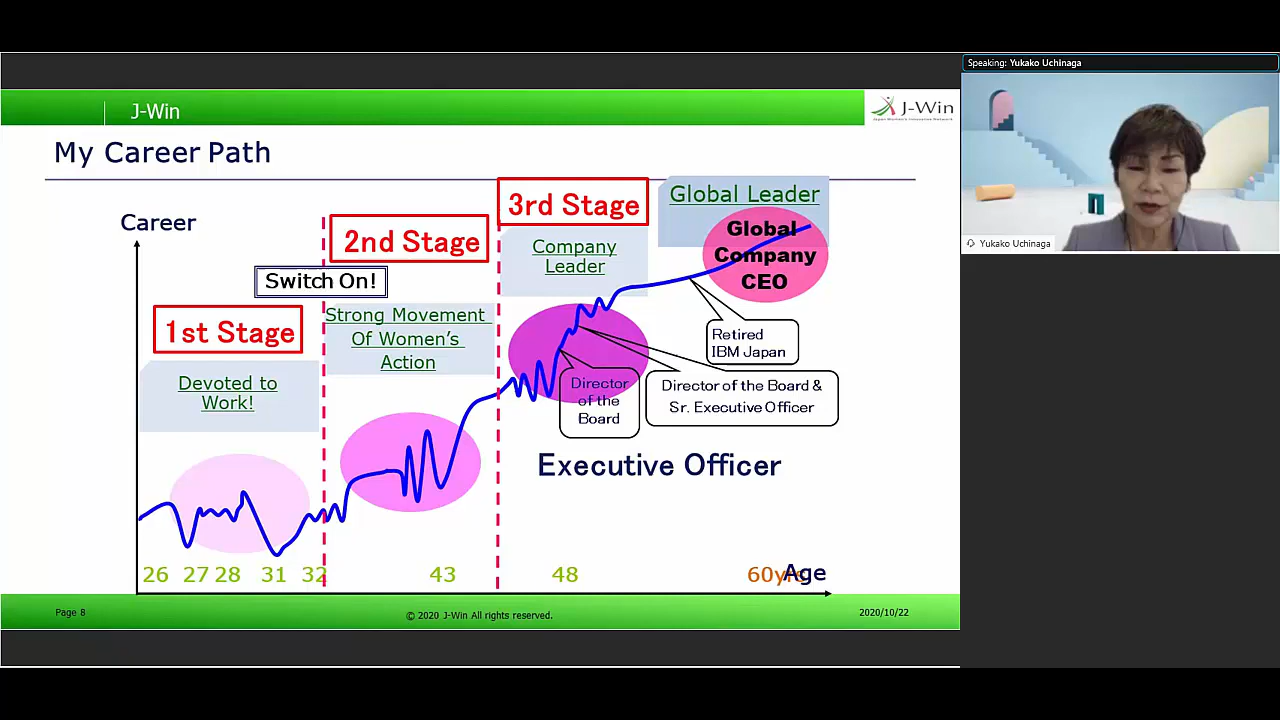 Speaking: Yukako Uchinaga
J-Win
J-Win
My Career Path
Career
Switch On!
1st Stage
Devoted to
Work!
2nd Stage
Strong Movement
Of Women's
Action
3rd Stage
Company
Leader
Global Leader
Global
Company
CEO
Retired
IBM Japan
Director
of the
Board
Director of the Board &
Sr. Executive Officer
Executive Officer
26 27 28 31 32 43 48 60yrs Age
Page 8
© 2020 J-Win All rights reserved.
2020/10/22
Yukako Uchinaga